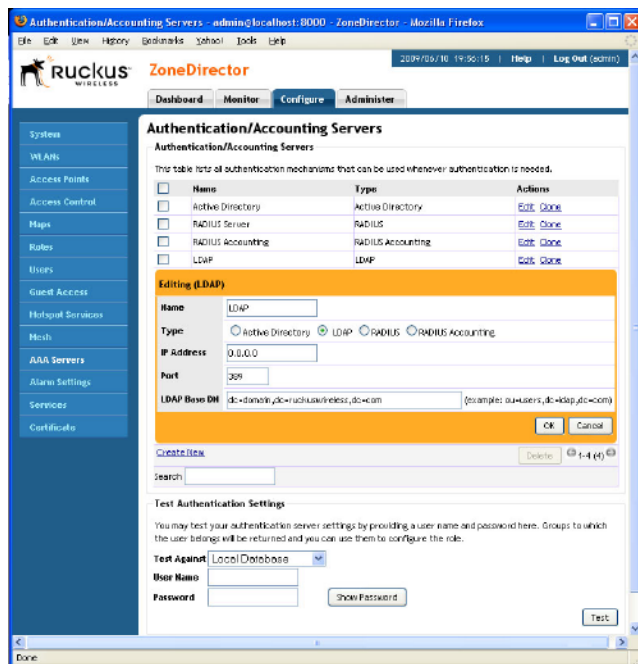 Authentication/Accounting Servers - admin@localhost:8000 - ZoneDirector - Mozilla Firefox
File Edit View History Bookmarks Yahoo! Tools Help
2009/06/10 19:56:15 | Help | Log Out (admin)
RUCKUS WIRELESS
ZoneDirector
Dashboard Monitor Configure Administer
System
WLANs
Access Points
Access Control
Maps
Roles
Users
Guest Access
Hotspot Services
Mesh
AAA Servers
Alarm Settings
Services
Certificate
Authentication/Accounting Servers
Authentication/Accounting Servers
This table lists all authentication mechanisms that can be used whenever authentication is needed.
Name Type Actions
Active Directory Active Directory Edit Clone
RADIUS Server RADIUS Edit Clone
RADIUS Accounting RADIUS Accounting Edit Clone
LDAP LDAP Edit Clone
Editing (LDAP)
Name LDAP
Type Active Directory LDAP RADIUS RADIUS Accounting
IP Address 0.0.0.0
Port 389
LDAP Base DN dc=domain,dc=ruckuswireless,dc=com (example: ou=users,dc=ldap,dc=com)
OK Cancel
Create New Delete 1-4 (4)
Search
Test Authentication Settings
You may test your authentication server settings by providing a user name and password here. Groups to which
the user belongs will be returned and you can use them to configure the role.
Test Against Local Database
User Name
Password Show Password
Test
Done